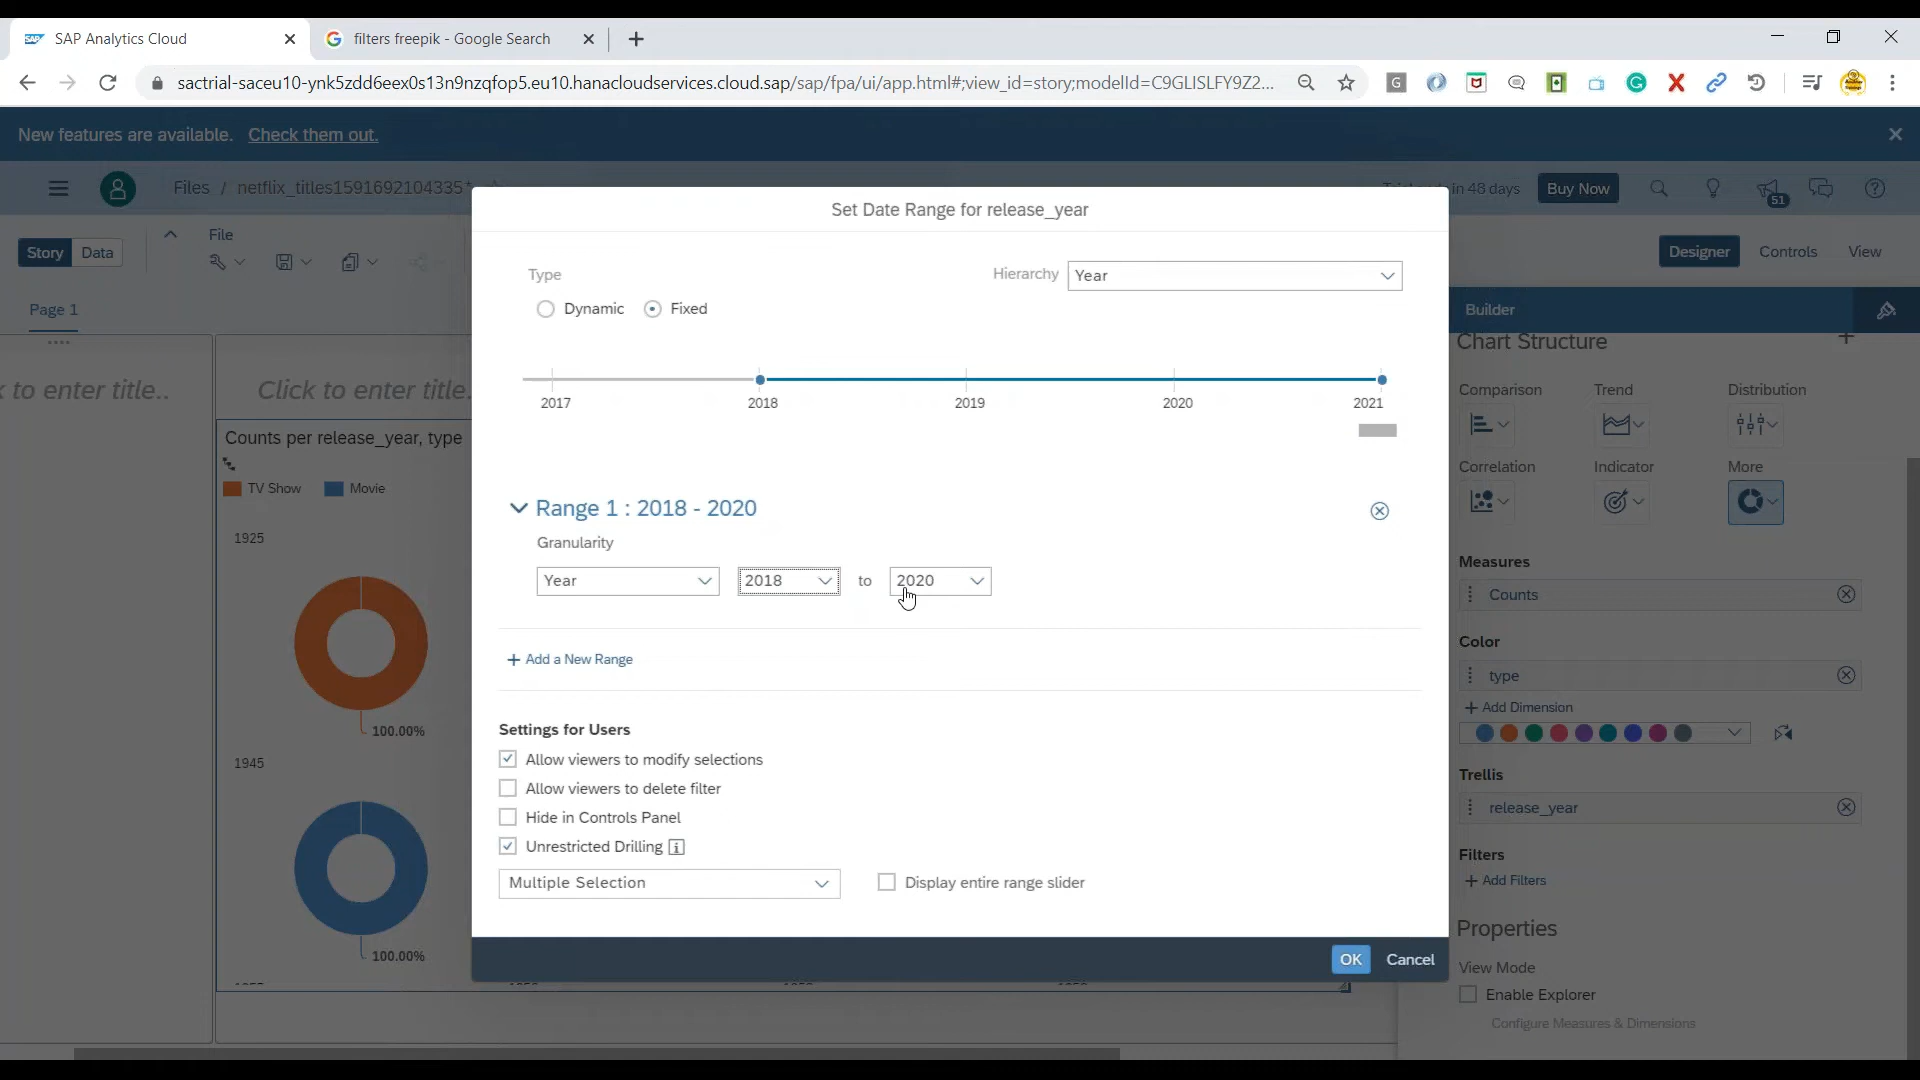 SAP Analytics Cloud
filters freepik - Google Search
sactrial-saceu10-ynk5zdd6eex0s13n9nzqfop5.eu10.hanacloudservices.cloud.sap/sap/fpa/ui/app.html#;view_id=story;modelId=C9GLISLFY9Z2...
New features are available. Check them out.
Files / netflix_titles1591692104335*
in 48 days
Buy Now
51
Story
Data
File
Designer
Controls
View
Page 1
Set Date Range for release_year
Type
Dynamic
Fixed
Hierarchy
Year
2017
2018
2019
2020
2021
Range 1 : 2018 - 2020
Granularity
Year
2018
to
2020
+ Add a New Range
Settings for Users
Allow viewers to modify selections
Allow viewers to delete filter
Hide in Controls Panel
Unrestricted Drilling
Multiple Selection
Display entire range slider
OK
Cancel
to enter title..
Click to enter title.
Counts per release_year, type
TV Show
Movie
1925
100.00%
1945
100.00%
Builder
Chart Structure
Comparison
Trend
Distribution
Correlation
Indicator
More
Measures
Counts
Color
type
+ Add Dimension
Trellis
release_year
Filters
+ Add Filters
Properties
View Mode
Enable Explorer
Configure Measures & Dimensions